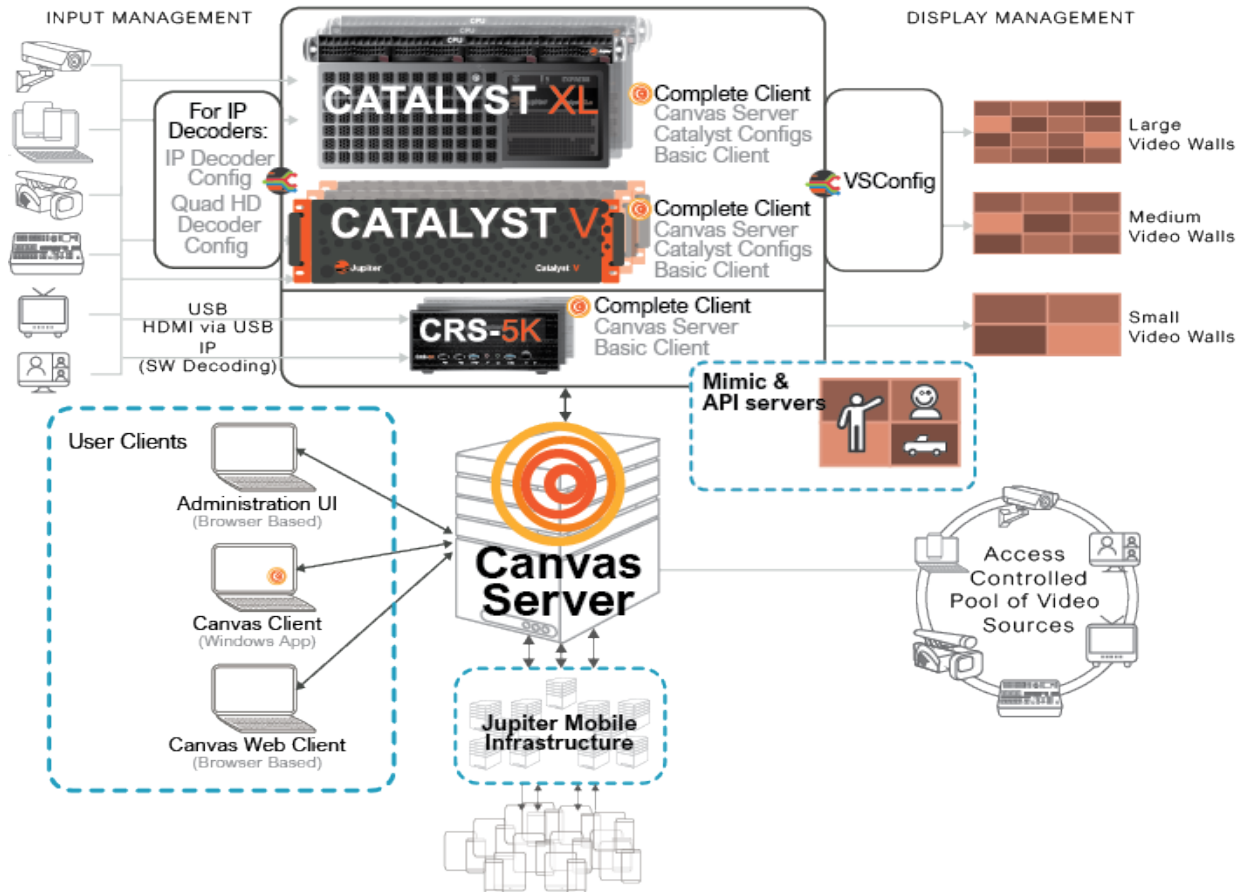 INPUT MANAGEMENT
DISPLAY MANAGEMENT
CPU
CPU
CPU
Jupiter
CATALYST XL
Complete Client
Canvas Server
Catalyst Configs
Basic Client
For IP
Decoders:
IP Decoder
Config
Quad HD
Decoder
Config
CATALYST V
Jupiter
Catalyst V
Complete Client
Canvas Server
Catalyst Configs
Basic Client
VSConfig
Large
Video Walls
Medium
Video Walls
Small
Video Walls
USB
HDMI via USB
IP
(SW Decoding)
CRS-5K
Complete Client
Canvas Server
Basic Client
Mimic &
API servers
User Clients
Administration UI
(Browser Based)
Canvas Client
(Windows App)
Canvas Web Client
(Browser Based)
Canvas
Server
Access
Controlled
Pool of Video
Sources
Jupiter Mobile
Infrastructure